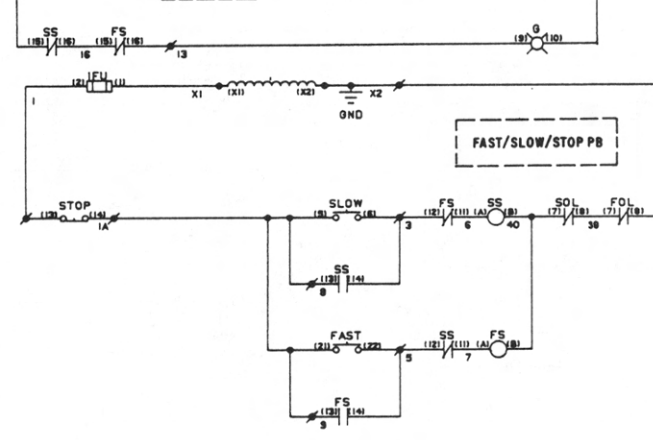 SS FS G
(15) (16) (15) (16) (9) (10)
16 13
1FU
(2) (1)
1 X1 (X1) (X2) X2
GND
FAST/SLOW/STOP PB
STOP SLOW FS SS SOL FOL
(13) (14) (5) (6) (12) (11) (A) (B) (7) (8) (7) (8)
1A 3 6 40 39
SS
(13) (14)
8
FAST SS FS
(21) (22) (12) (11) (A) (B)
5 7
FS
(13) (14)
9